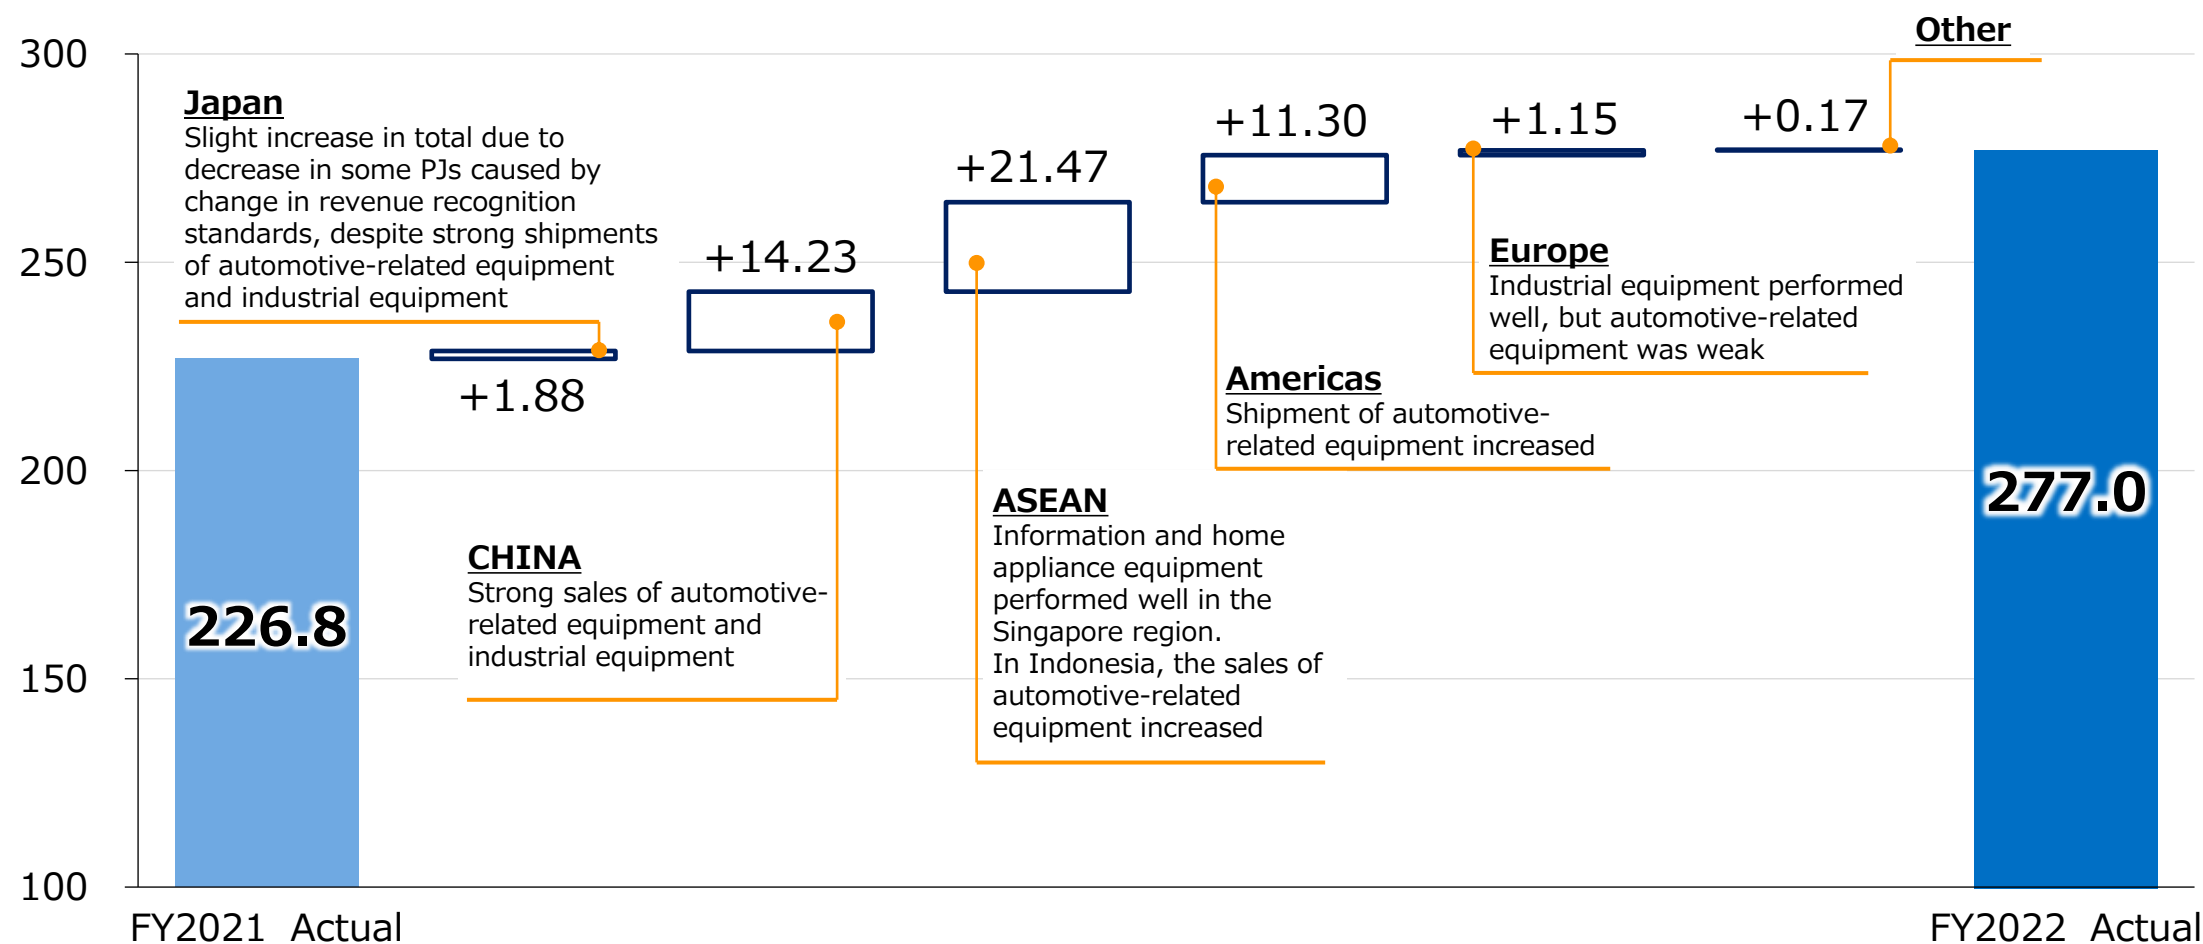 Other
300
Japan
Slight increase in total due to
decrease in some PJs caused by
change in revenue recognition
standards, despite strong shipments
of automotive-related equipment
and industrial equipment
+1.88
+14.23
+21.47
+11.30
+1.15
+0.17
250
Europe
Industrial equipment performed
well, but automotive-related
equipment was weak
Americas
Shipment of automotive-
related equipment increased
200
277.0
ASEAN
Information and home
appliance equipment
performed well in the
Singapore region.
In Indonesia, the sales of
automotive-related
equipment increased
CHINA
Strong sales of automotive-
related equipment and
industrial equipment
226.8
150
100
FY2021 Actual
FY2022 Actual